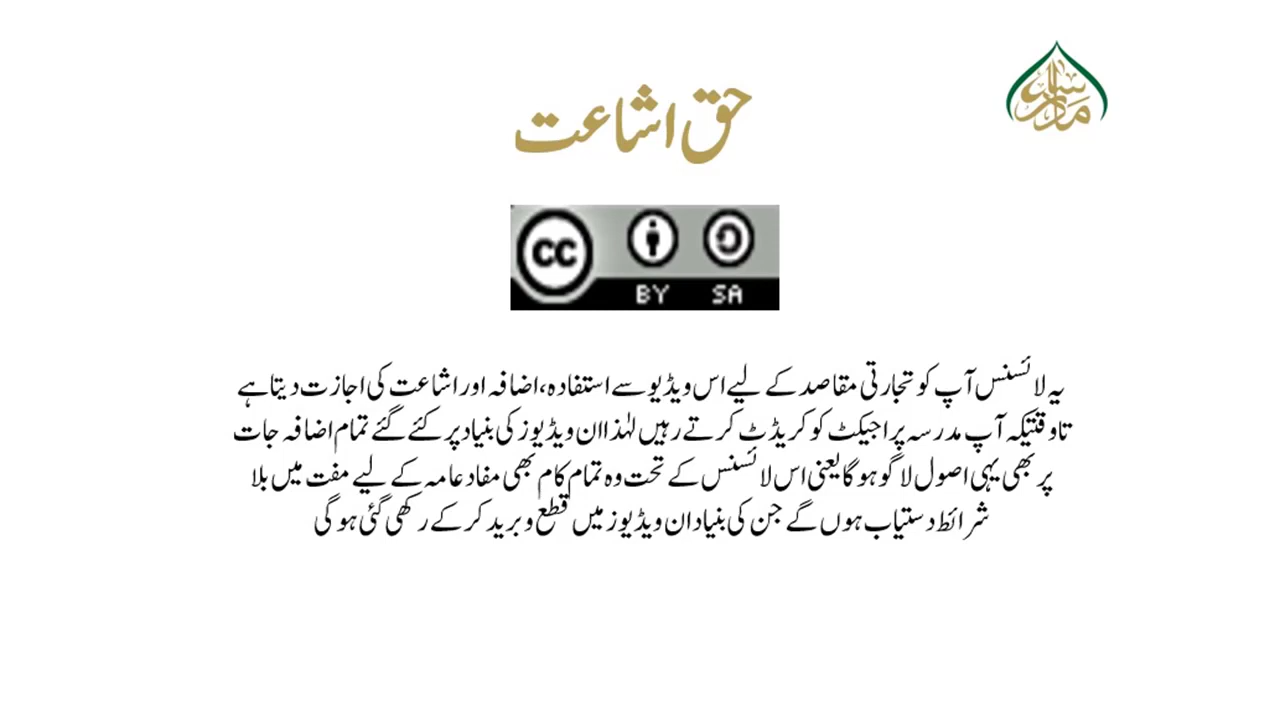 مدرسہ
حق اشاعت
cc
BY SA
یہ لائسنس آپ کو تجارتی مقاصد کے لیے اس ویڈیو سے استفادہ، اضافہ اور اشاعت کی اجازت دیتا ہے
تاوقتیکہ آپ مدرسہ پراجیکٹ کو کریڈٹ کرتے رہیں لہٰذا ان ویڈیوز کی بنیاد پر کئے گئے تمام اضافہ جات
پر بھی یہی اصول لاگو ہوگا یعنی اس لائسنس کے تحت وہ تمام کام بھی مفاد عامہ کے لیے مفت میں بلا
شرائط دستیاب ہوں گے جن کی بنیاد ان ویڈیوز میں قطع و برید کر کے رکھی گئی ہوگی